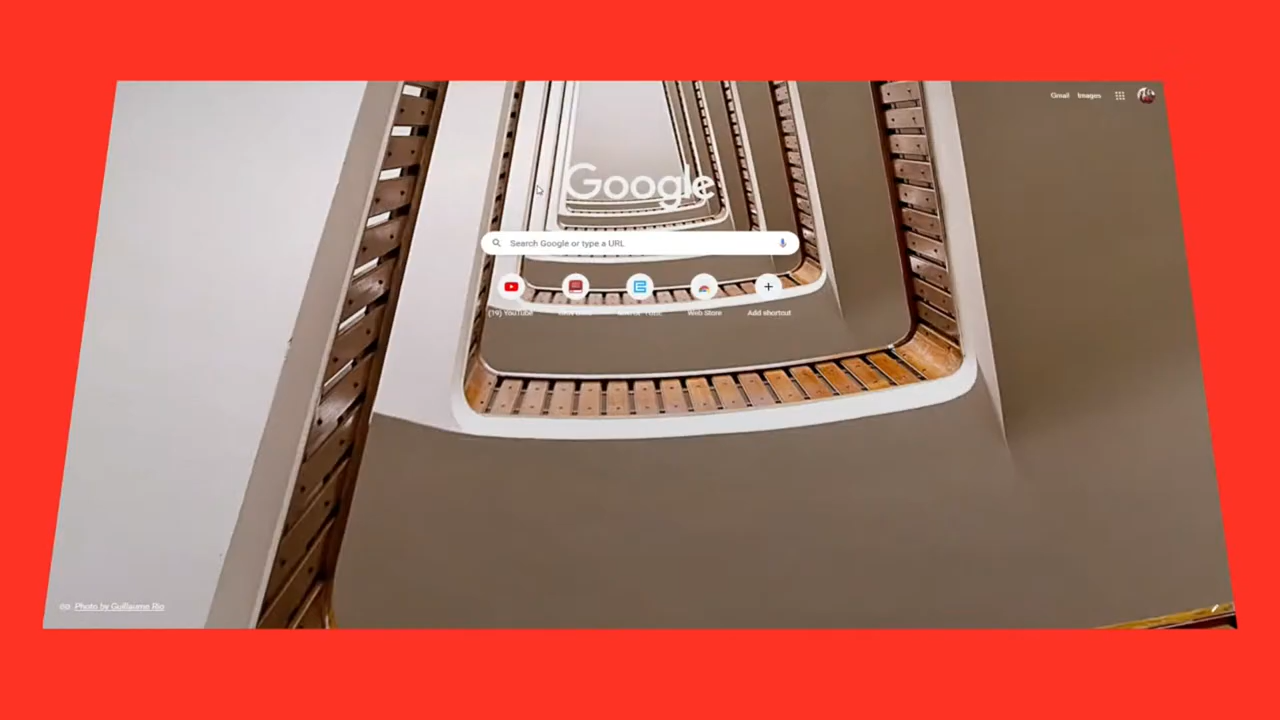 Gmail Images
Google
Search Google or type a URL
(19) YouTube
Web Store
Add shortcut
Photo by Guillaume Rio